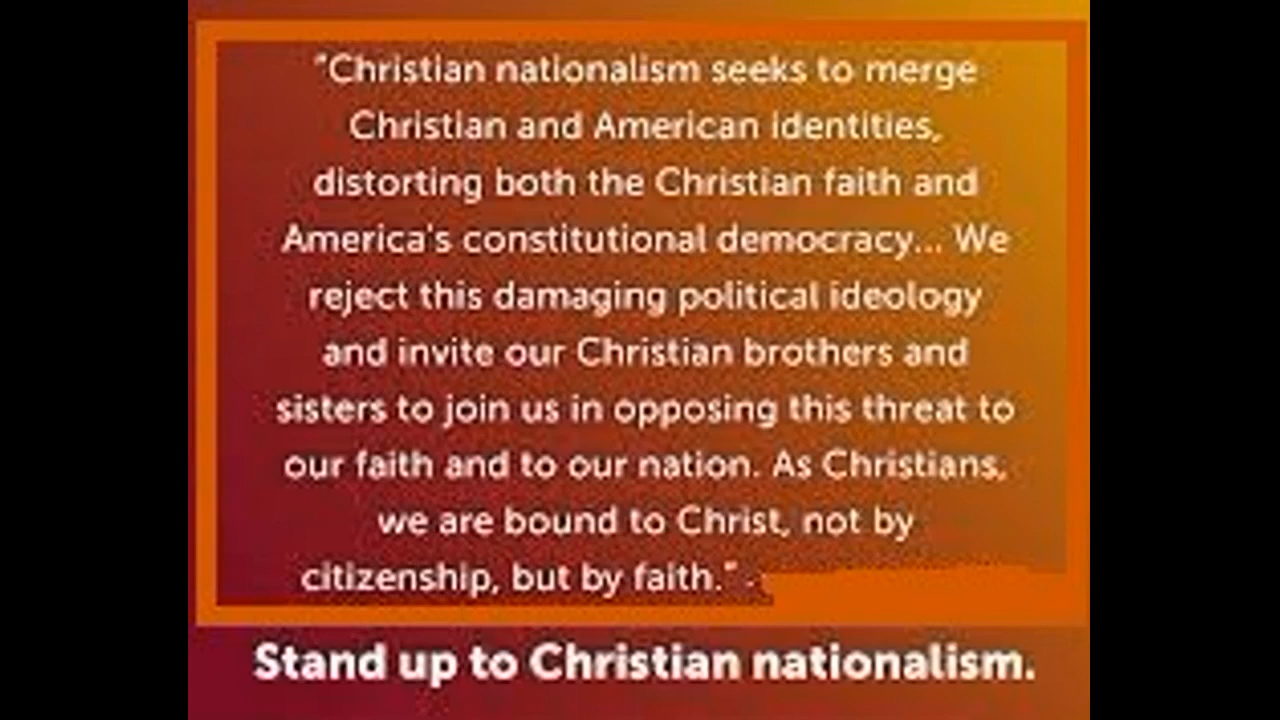 "Christian nationalism seeks to merge
Christian and American identities,
distorting both the Christian faith and
America's constitutional democracy... We
reject this damaging political ideology
and invite our Christian brothers and
sisters to join us in opposing this threat to
our faith and to our nation. As Christians,
we are bound to Christ, not by
citizenship, but by faith." -
Stand up to Christian nationalism.